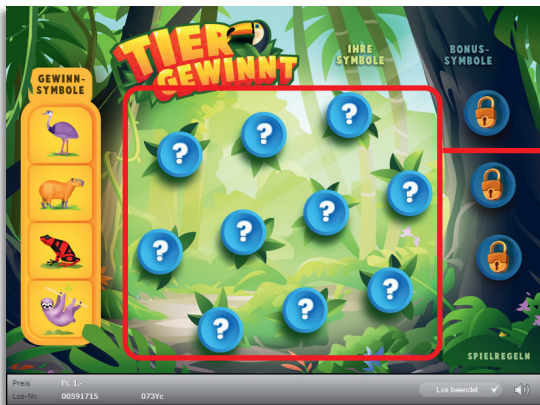 TIER-
GEWINNT
GEWINN-
SYMBOLE
IHRE
SYMBOLE
BONUS-
SYMBOLE
?
?
?
?
?
?
?
?
?
?
SPIELREGELN
Preis Fr. 1.-
Los-Nr. 00591715 073Yc
Los beendet